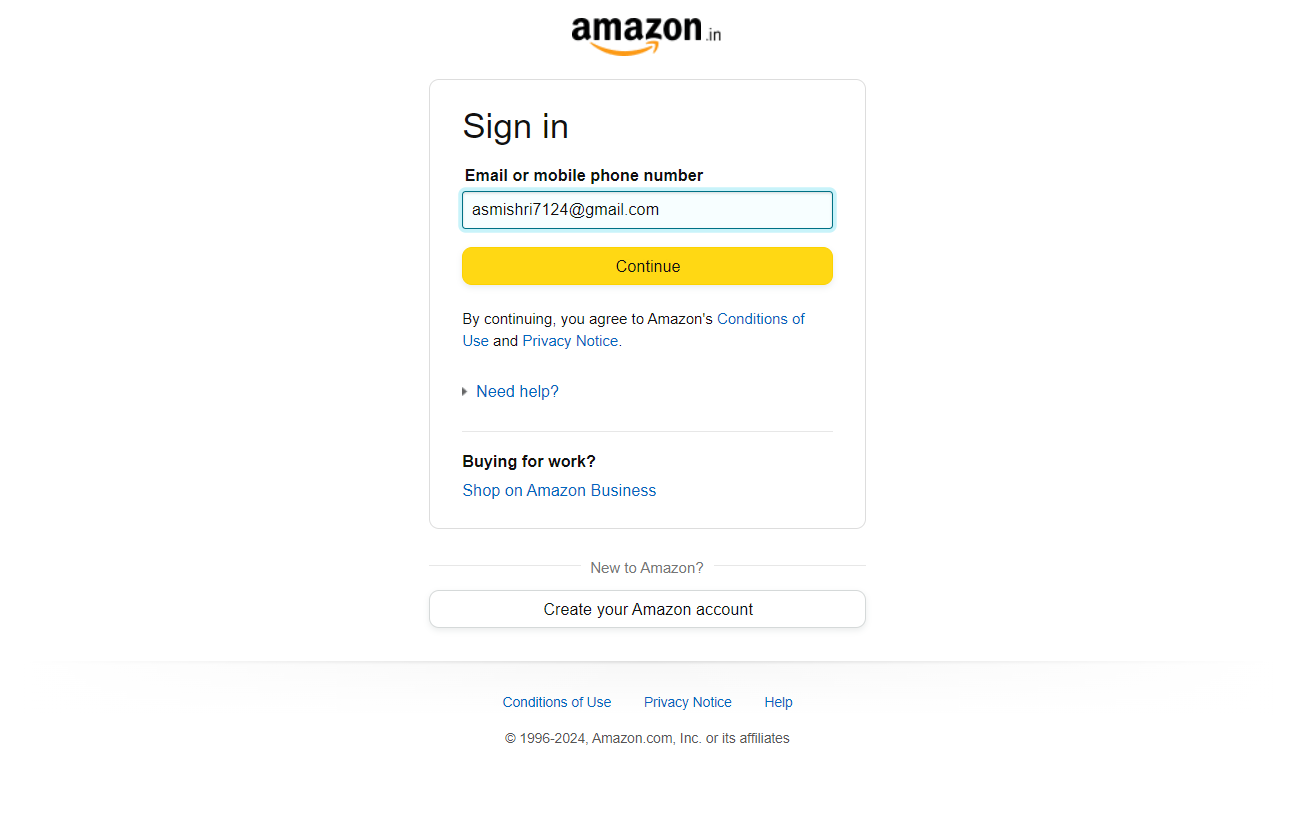 amazon.in
Sign in
Email or mobile phone number
asmishri7124@gmail.com
Continue
By continuing, you agree to Amazon's Conditions of
Use and Privacy Notice.
Need help?
Buying for work?
Shop on Amazon Business
New to Amazon?
Create your Amazon account
Conditions of Use Privacy Notice Help
© 1996-2024, Amazon.com, Inc. or its affiliates